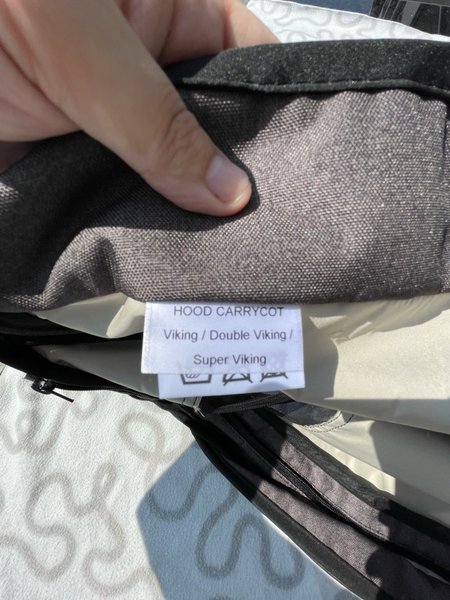 HOOD CARRYCOT
Viking / Double Viking /
Super Viking